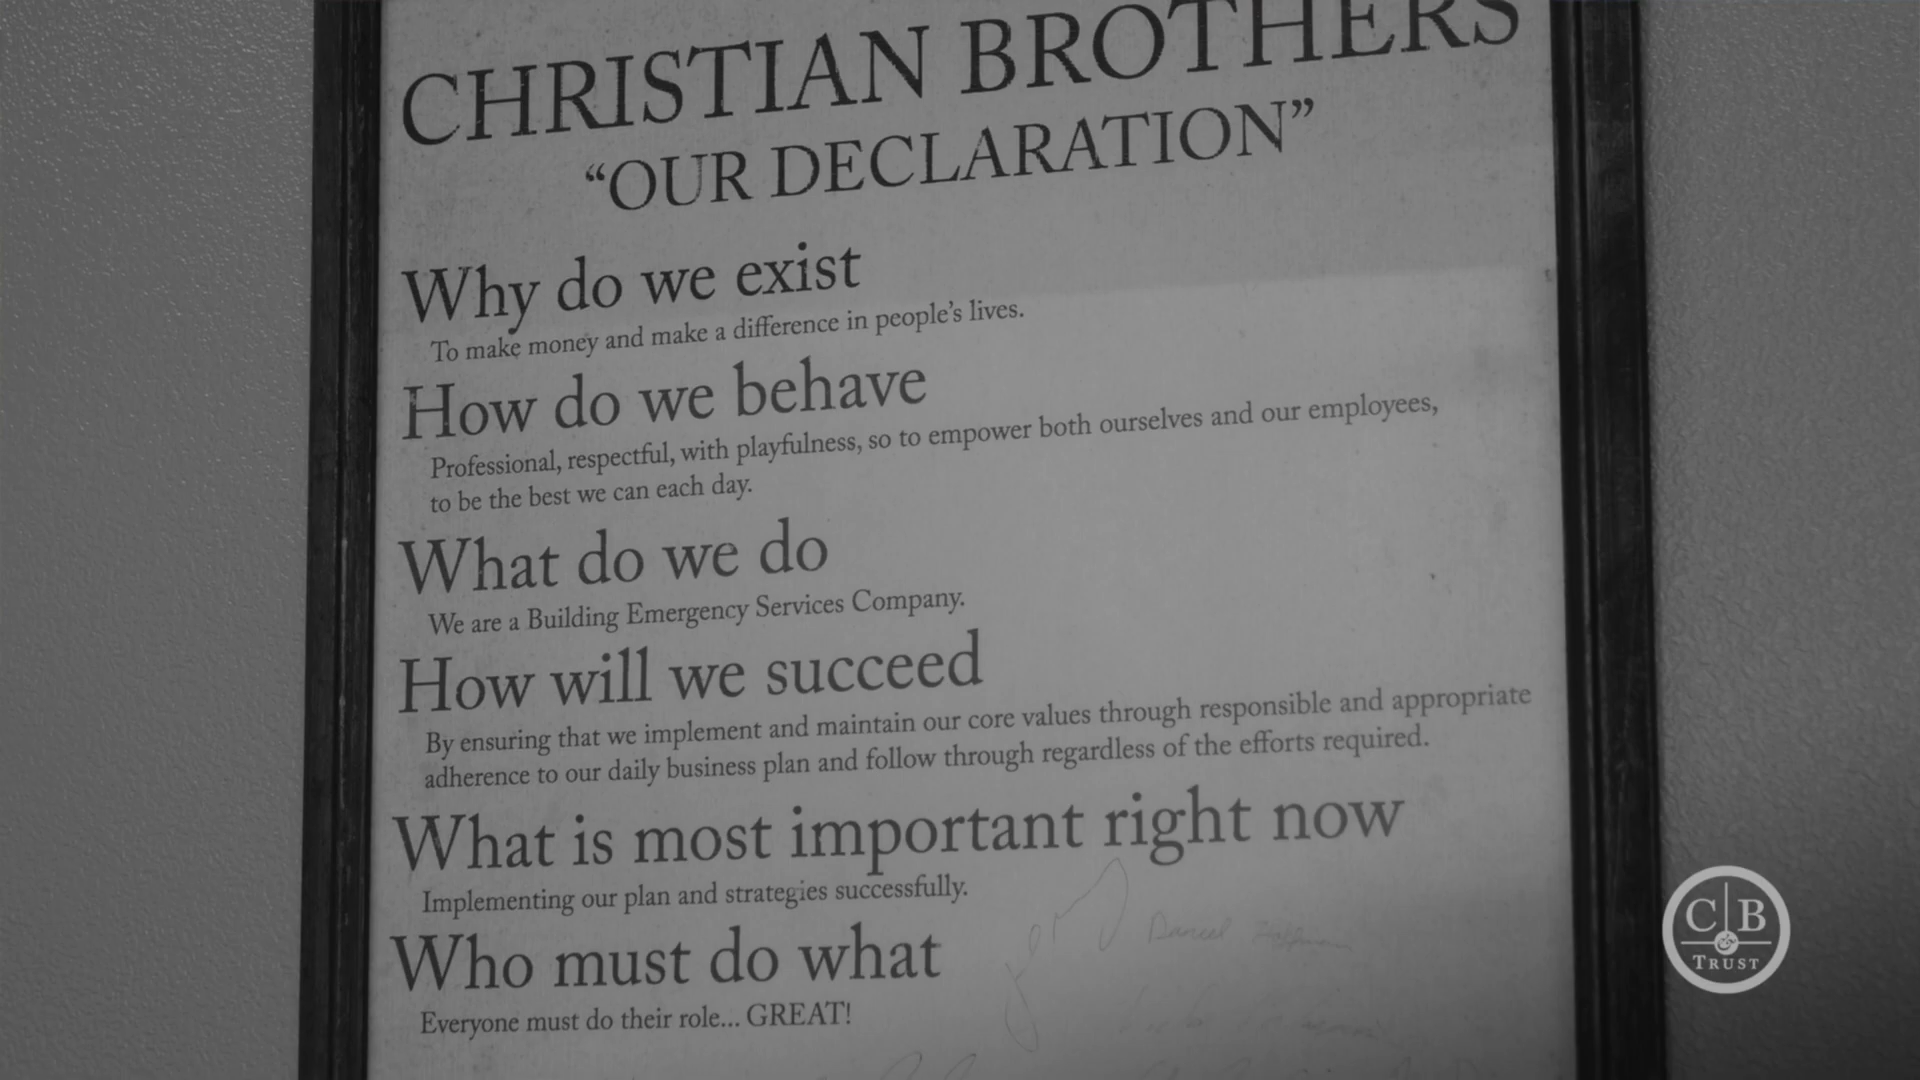 CHRISTIAN BROTHERS
“OUR DECLARATION”
Why do we exist
To make money and make a difference in people’s lives.
How do we behave
Professional, respectful, with playfulness, so to empower both ourselves and our employees,
to be the best we can each day.
What do we do
We are a Building Emergency Services Company.
How will we succeed
By ensuring that we implement and maintain our core values through responsible and appropriate
adherence to our daily business plan and follow through regardless of the efforts required.
What is most important right now
Implementing our plan and strategies successfully.
Who must do what
Everyone must do their role... GREAT!
C B
&
TRUST